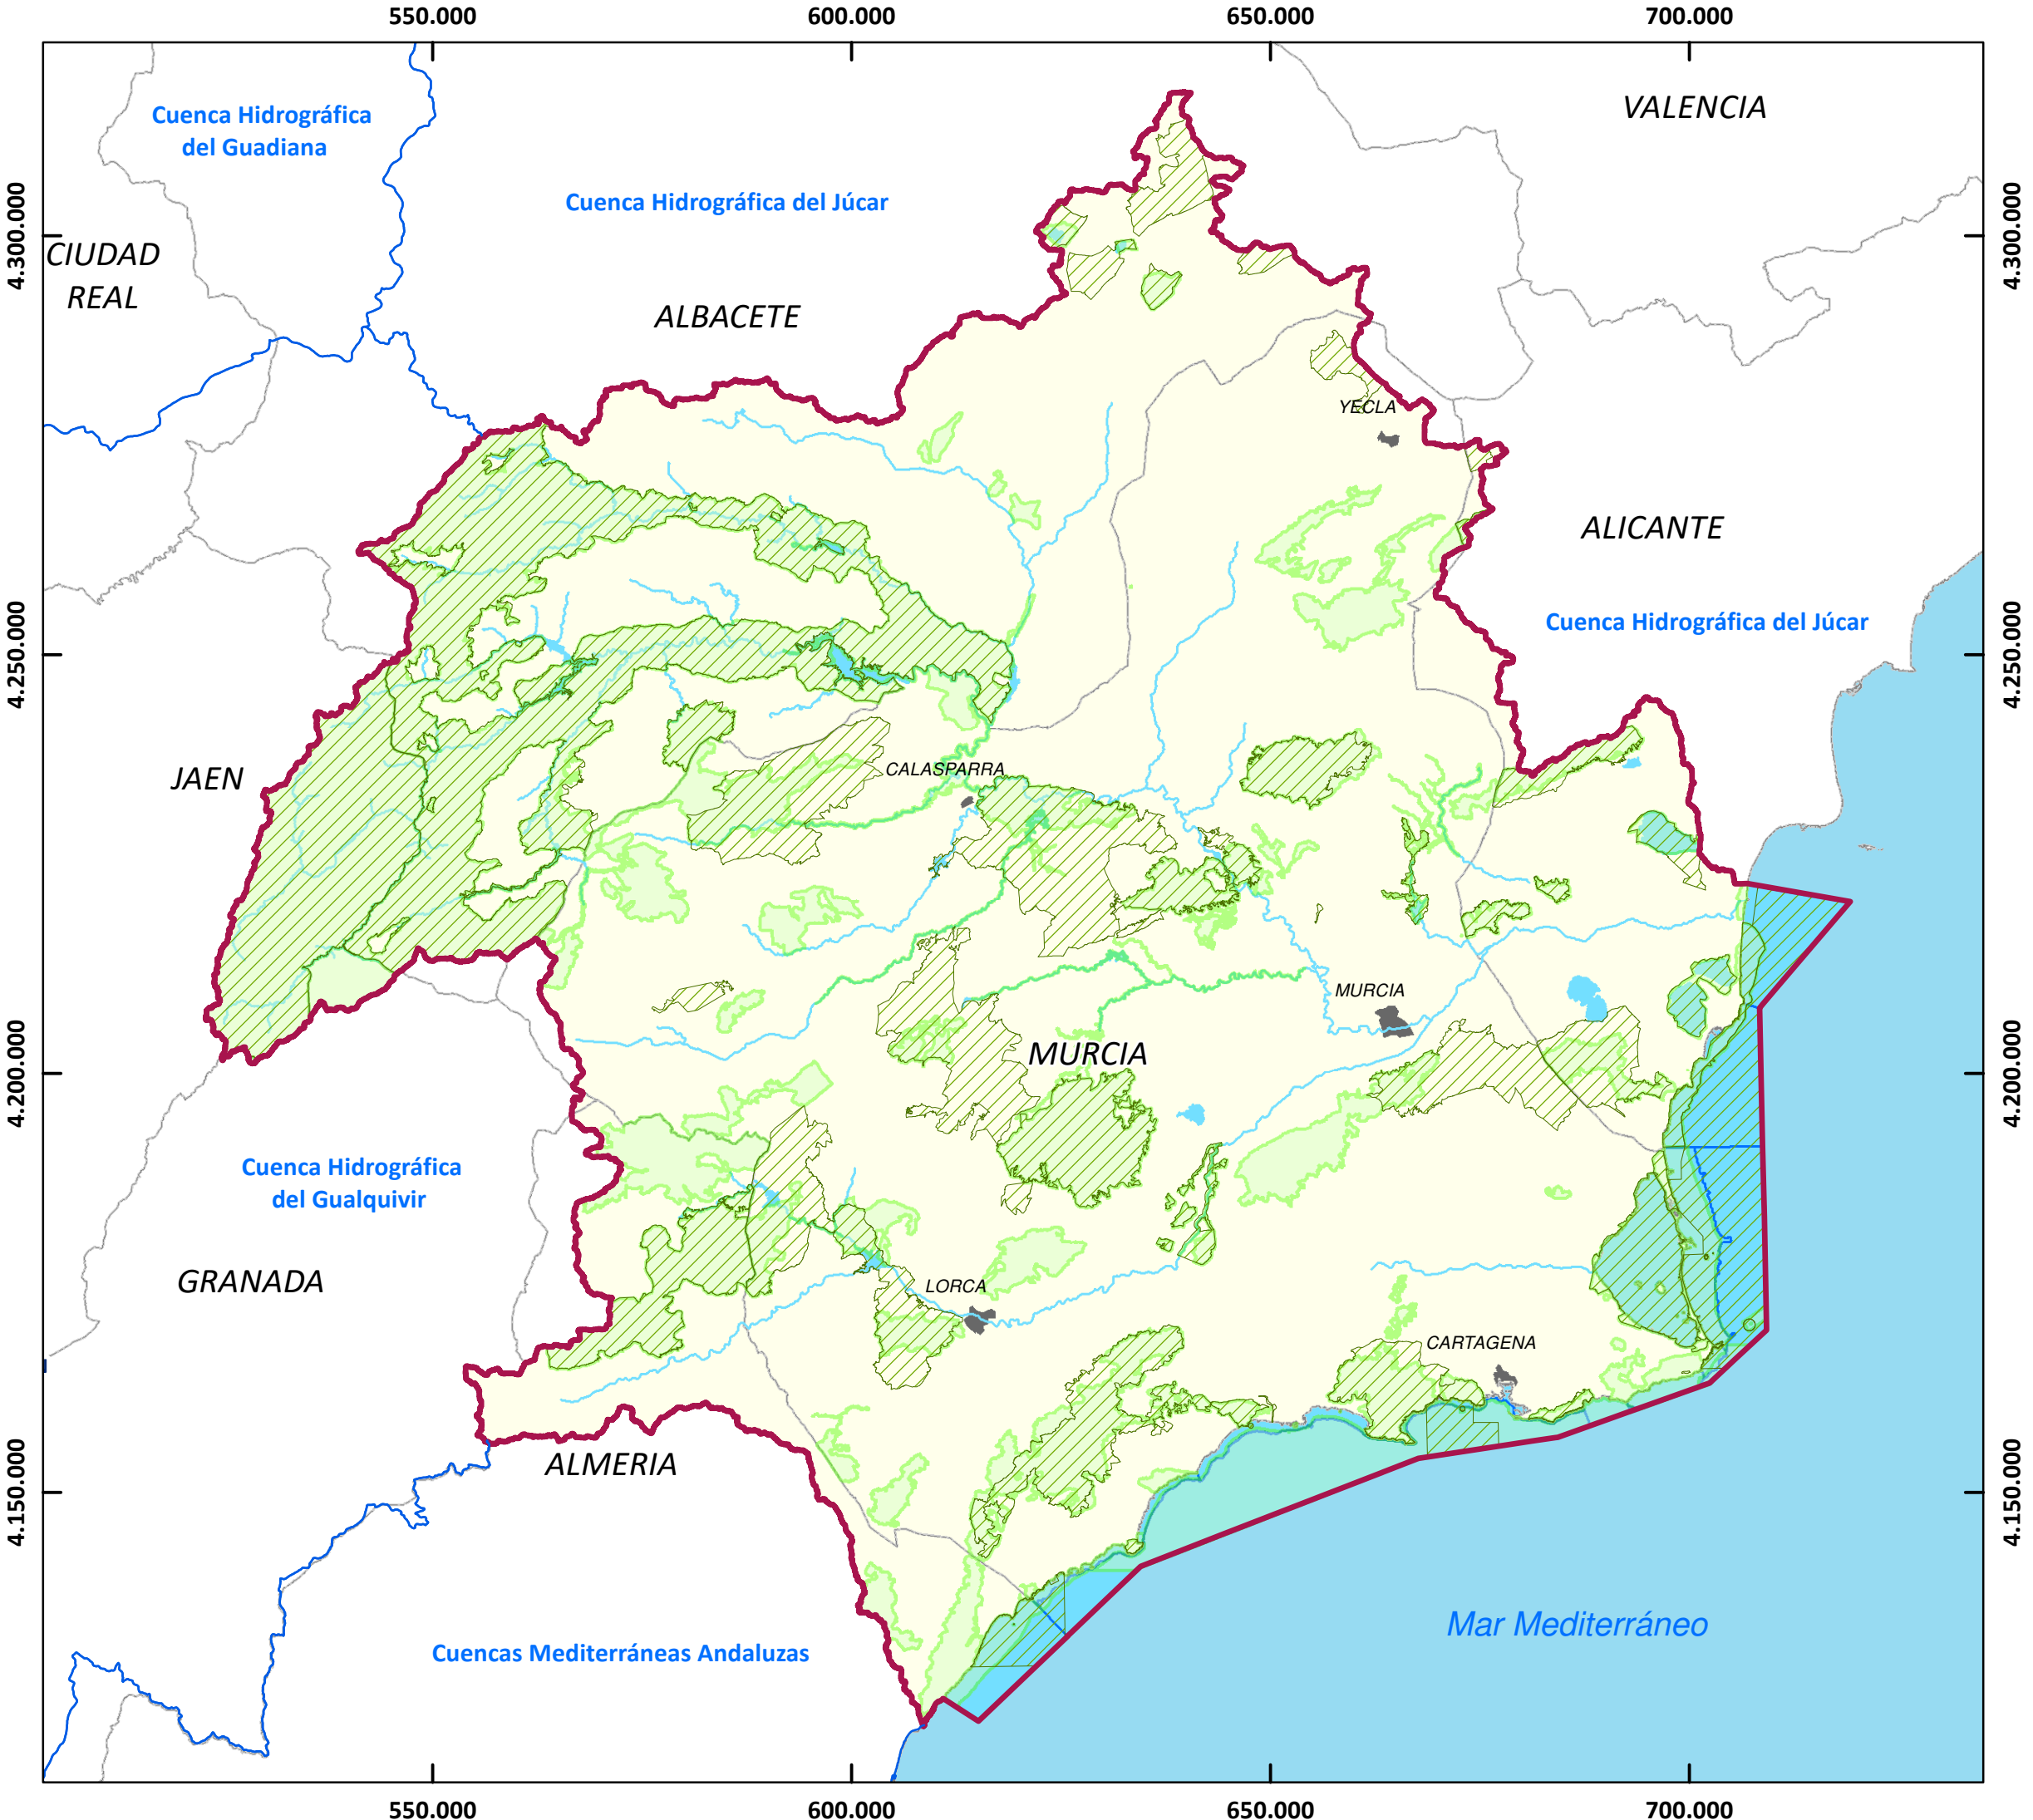 550.000
600.000
650.000
700.000
VALENCIA
Cuenca Hidrográfica
del Guadiana
Cuenca Hidrográfica del Júcar
4.300.000
4.300.000
CIUDAD
REAL
ALBACETE
YECLA
ALICANTE
Cuenca Hidrográfica del Júcar
4.250.000
4.250.000
JAEN
CALASPARRA
MURCIA
MURCIA
4.200.000
4.200.000
Cuenca Hidrográfica
del Gualquivir
GRANADA
LORCA
CARTAGENA
ALMERIA
4.150.000
4.150.000
Mar Mediterráneo
Cuencas Mediterráneas Andaluzas
550.000
600.000
650.000
700.000